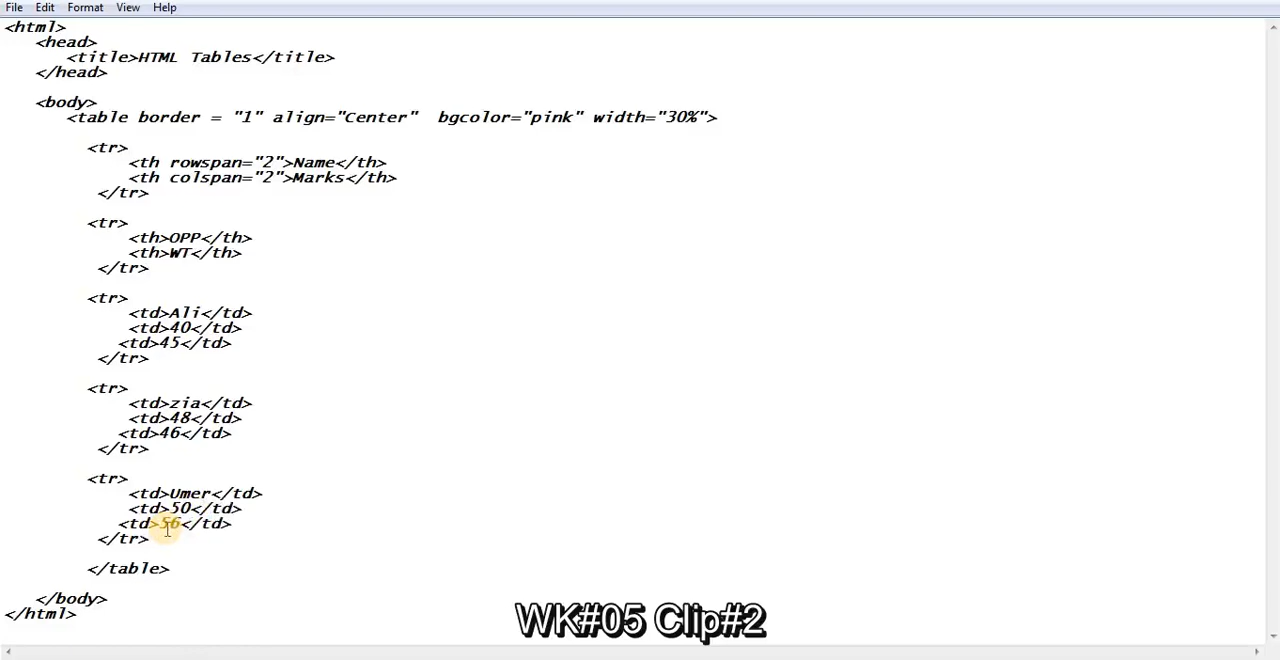 File Edit Format View Help
<html>
<head>
<title>HTML Tables</title>
</head>
<body>
<table border = "1" align="Center" bgcolor="pink" width="30%">
<tr>
<th rowspan="2">Name</th>
<th colspan="2">Marks</th>
</tr>
<tr>
<th>OPP</th>
<th>WT</th>
</tr>
<tr>
<td>Ali</td>
<td>40</td>
<td>45</td>
</tr>
<tr>
<td>zia</td>
<td>48</td>
<td>46</td>
</tr>
<tr>
<td>Umer</td>
<td>50</td>
<td>56</td>
</tr>
</table>
</body>
</html>
WK#05 Clip#2